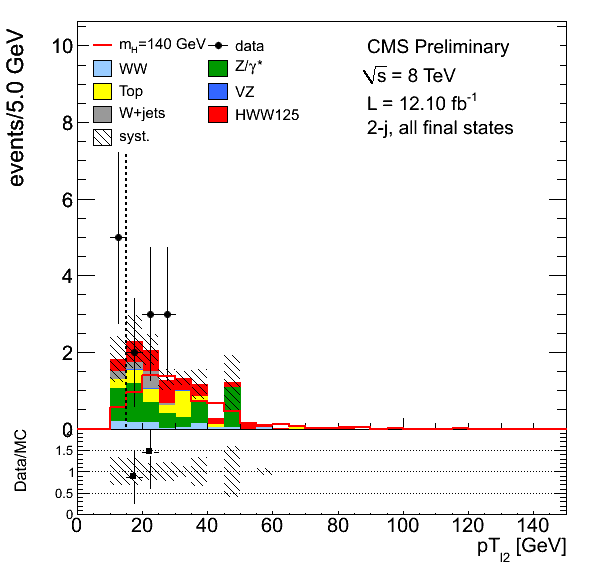 events/5.0 GeV
10
8
6
4
2
0
m_H=140 GeV
data
WW
Z/γ*
Top
VZ
W+jets
HWW125
syst.
CMS Preliminary
√s = 8 TeV
L = 12.10 fb⁻¹
2-j, all final states
Data/MC
1.5
1
0.5
0
0 20 40 60 80 100 120 140
pT_l2 [GeV]